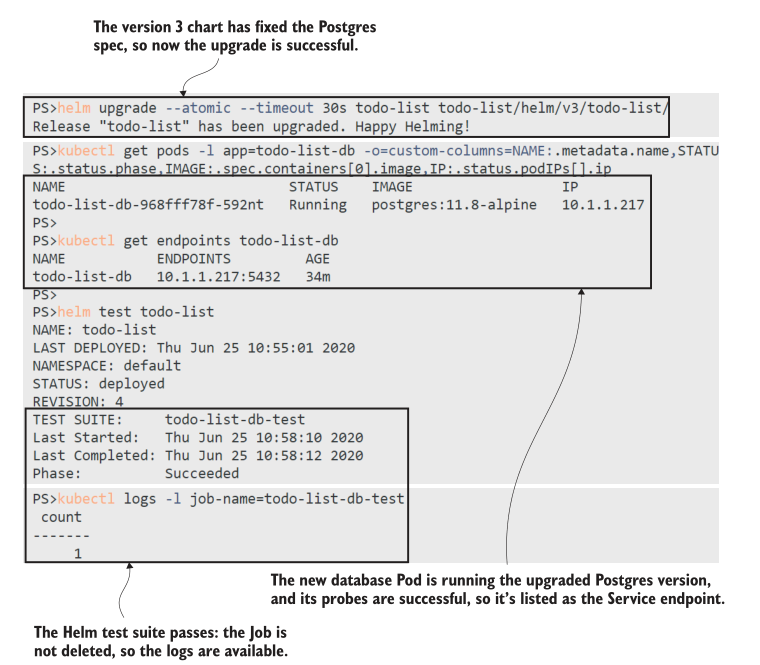 The version 3 chart has fixed the Postgres
spec, so now the upgrade is successful.
PS>helm upgrade --atomic --timeout 30s todo-list todo-list/helm/v3/todo-list/
Release "todo-list" has been upgraded. Happy Helming!
PS>kubectl get pods -l app=todo-list-db -o=custom-columns=NAME:.metadata.name,STATU
S:.status.phase,IMAGE:.spec.containers[0].image,IP:.status.podIPs[].ip
NAME STATUS IMAGE IP
todo-list-db-968fff78f-592nt Running postgres:11.8-alpine 10.1.1.217
PS>
PS>kubectl get endpoints todo-list-db
NAME ENDPOINTS AGE
todo-list-db 10.1.1.217:5432 34m
PS>
PS>helm test todo-list
NAME: todo-list
LAST DEPLOYED: Thu Jun 25 10:55:01 2020
NAMESPACE: default
STATUS: deployed
REVISION: 4
TEST SUITE: todo-list-db-test
Last Started: Thu Jun 25 10:58:10 2020
Last Completed: Thu Jun 25 10:58:12 2020
Phase: Succeeded
PS>kubectl logs -l job-name=todo-list-db-test
count
-------
1
The new database Pod is running the upgraded Postgres version,
and its probes are successful, so it's listed as the Service endpoint.
The Helm test suite passes: the Job is
not deleted, so the logs are available.